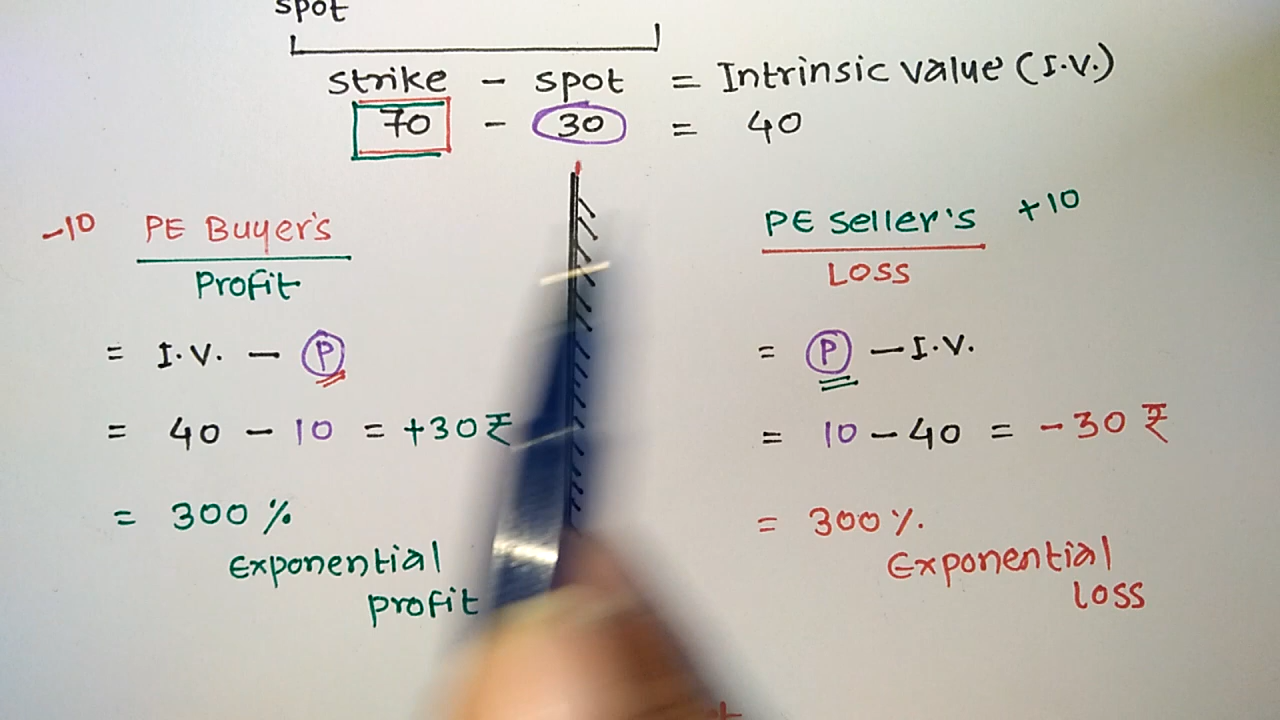 spot
strike - spot = Intrinsic value (I.V.)
70 - 30 = 40
-10 PE Buyer's
Profit
= I.V. - P
= 40 - 10 = +30₹
= 300%
Exponential
profit
PE seller's +10
Loss
= P - I.V.
= 10 - 40 = -30 ₹
= 300%.
Exponential
loss